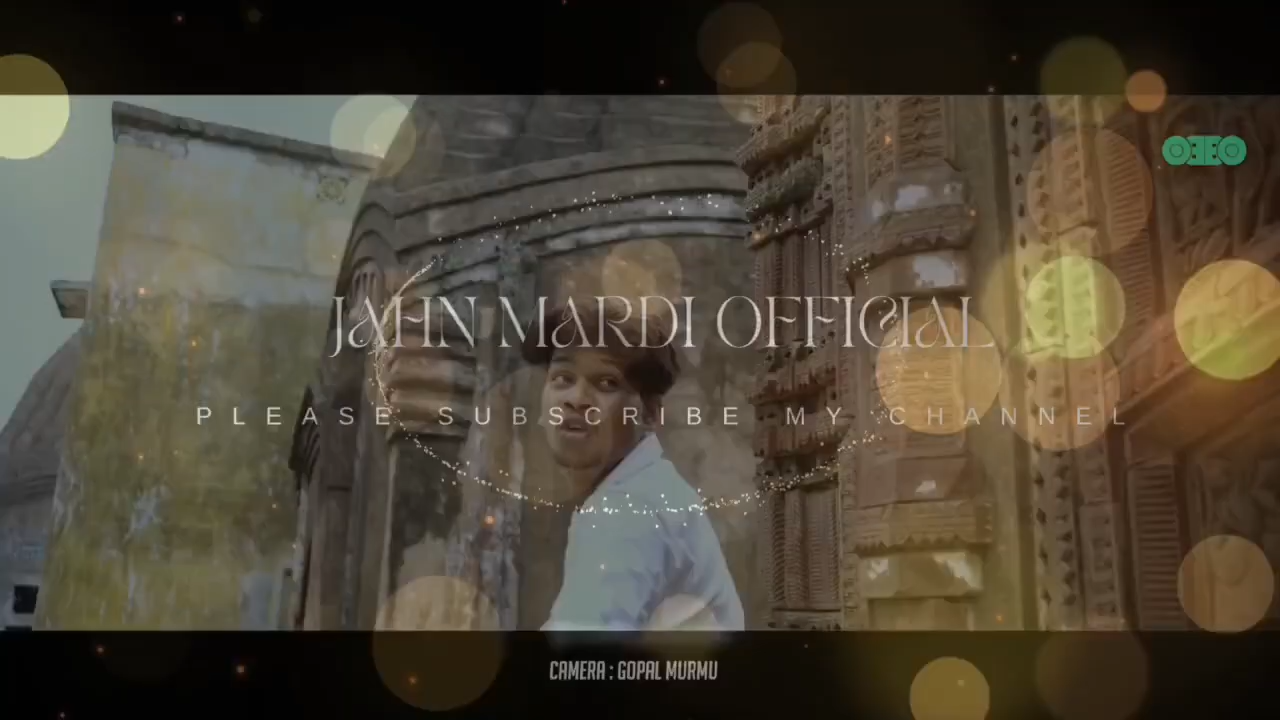 JAHN MARDI OFFICIAL
PLEASE SUBSCRIBE MY CHANNEL
CAMERA : GOPAL MURMU